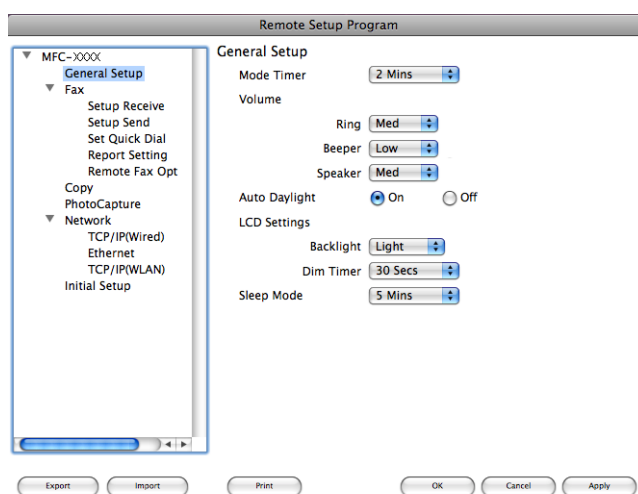 Remote Setup Program
MFC-XXXX
General Setup
Fax
Setup Receive
Setup Send
Set Quick Dial
Report Setting
Remote Fax Opt
Copy
PhotoCapture
Network
TCP/IP(Wired)
Ethernet
TCP/IP(WLAN)
Initial Setup
General Setup
Mode Timer 2 Mins
Volume
Ring Med
Beeper Low
Speaker Med
Auto Daylight On Off
LCD Settings
Backlight Light
Dim Timer 30 Secs
Sleep Mode 5 Mins
Export Import Print OK Cancel Apply